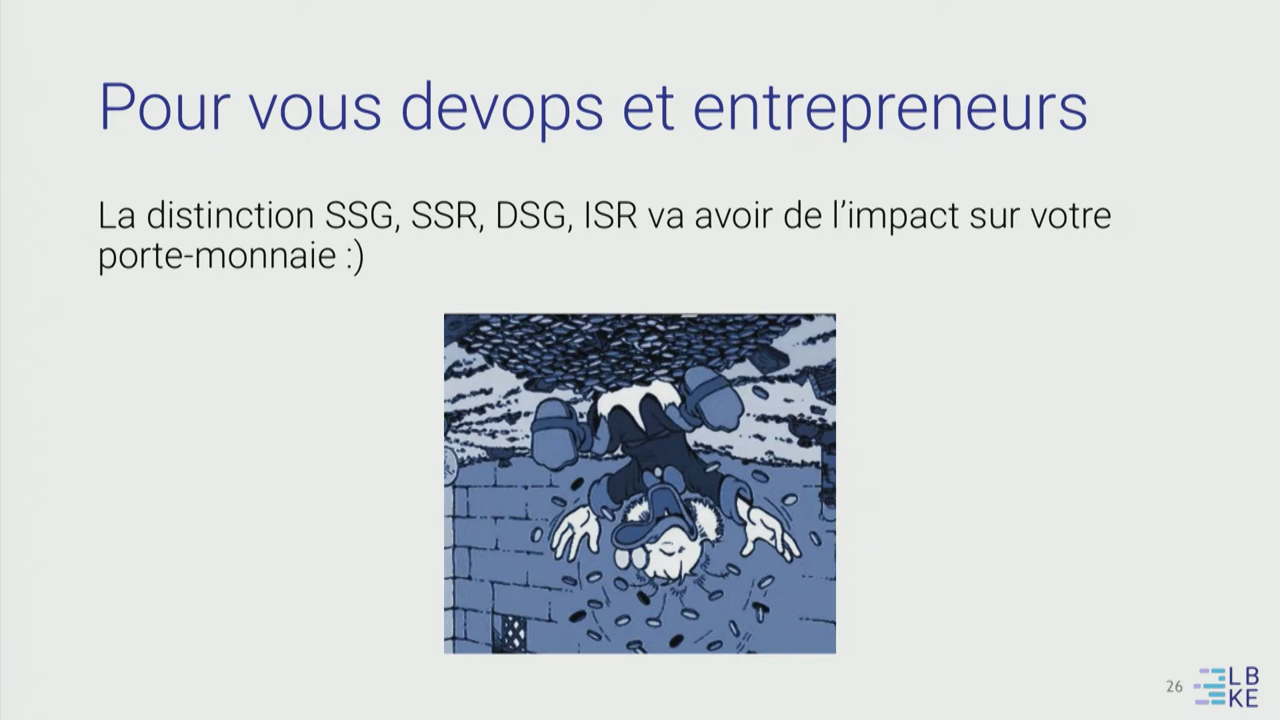 Pour vous devops et entrepreneurs
La distinction SSG, SSR, DSG, ISR va avoir de l’impact sur votre
porte-monnaie :)
26
LB
KE